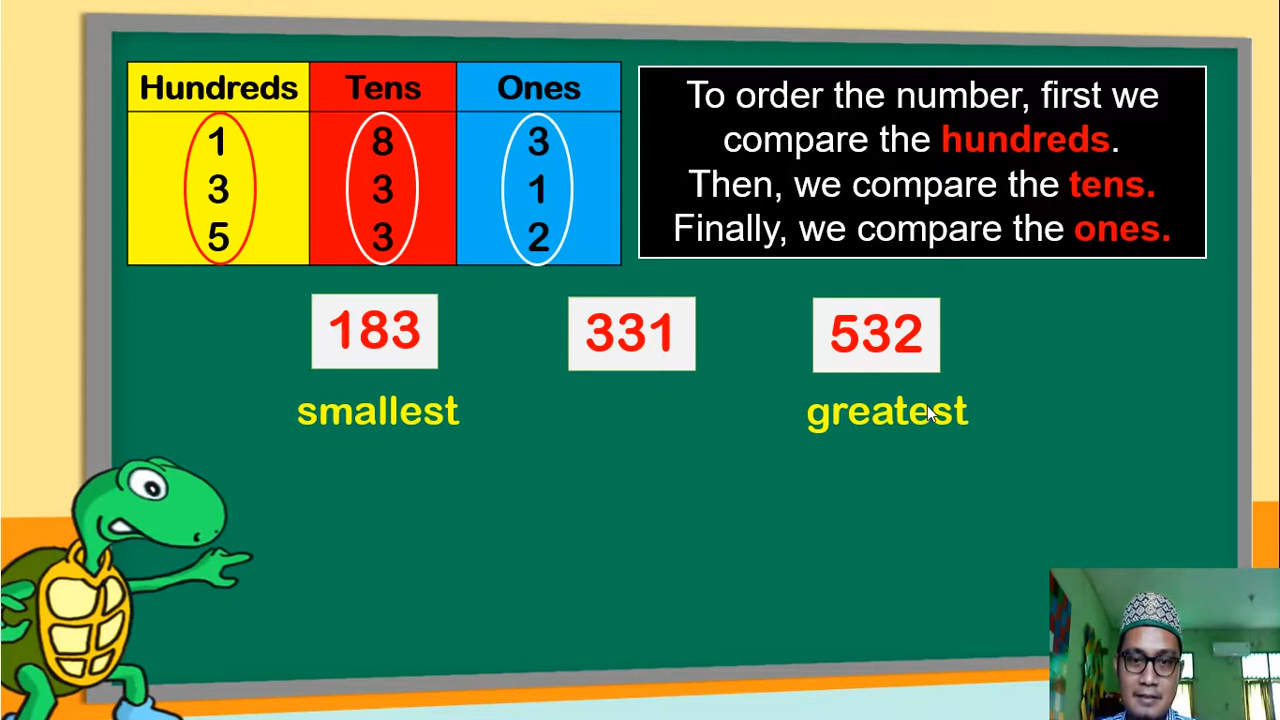 Hundreds Tens Ones
1 8 3
3 3 1
5 3 2
To order the number, first we
compare the hundreds.
Then, we compare the tens.
Finally, we compare the ones.
183 331 532
smallest greatest